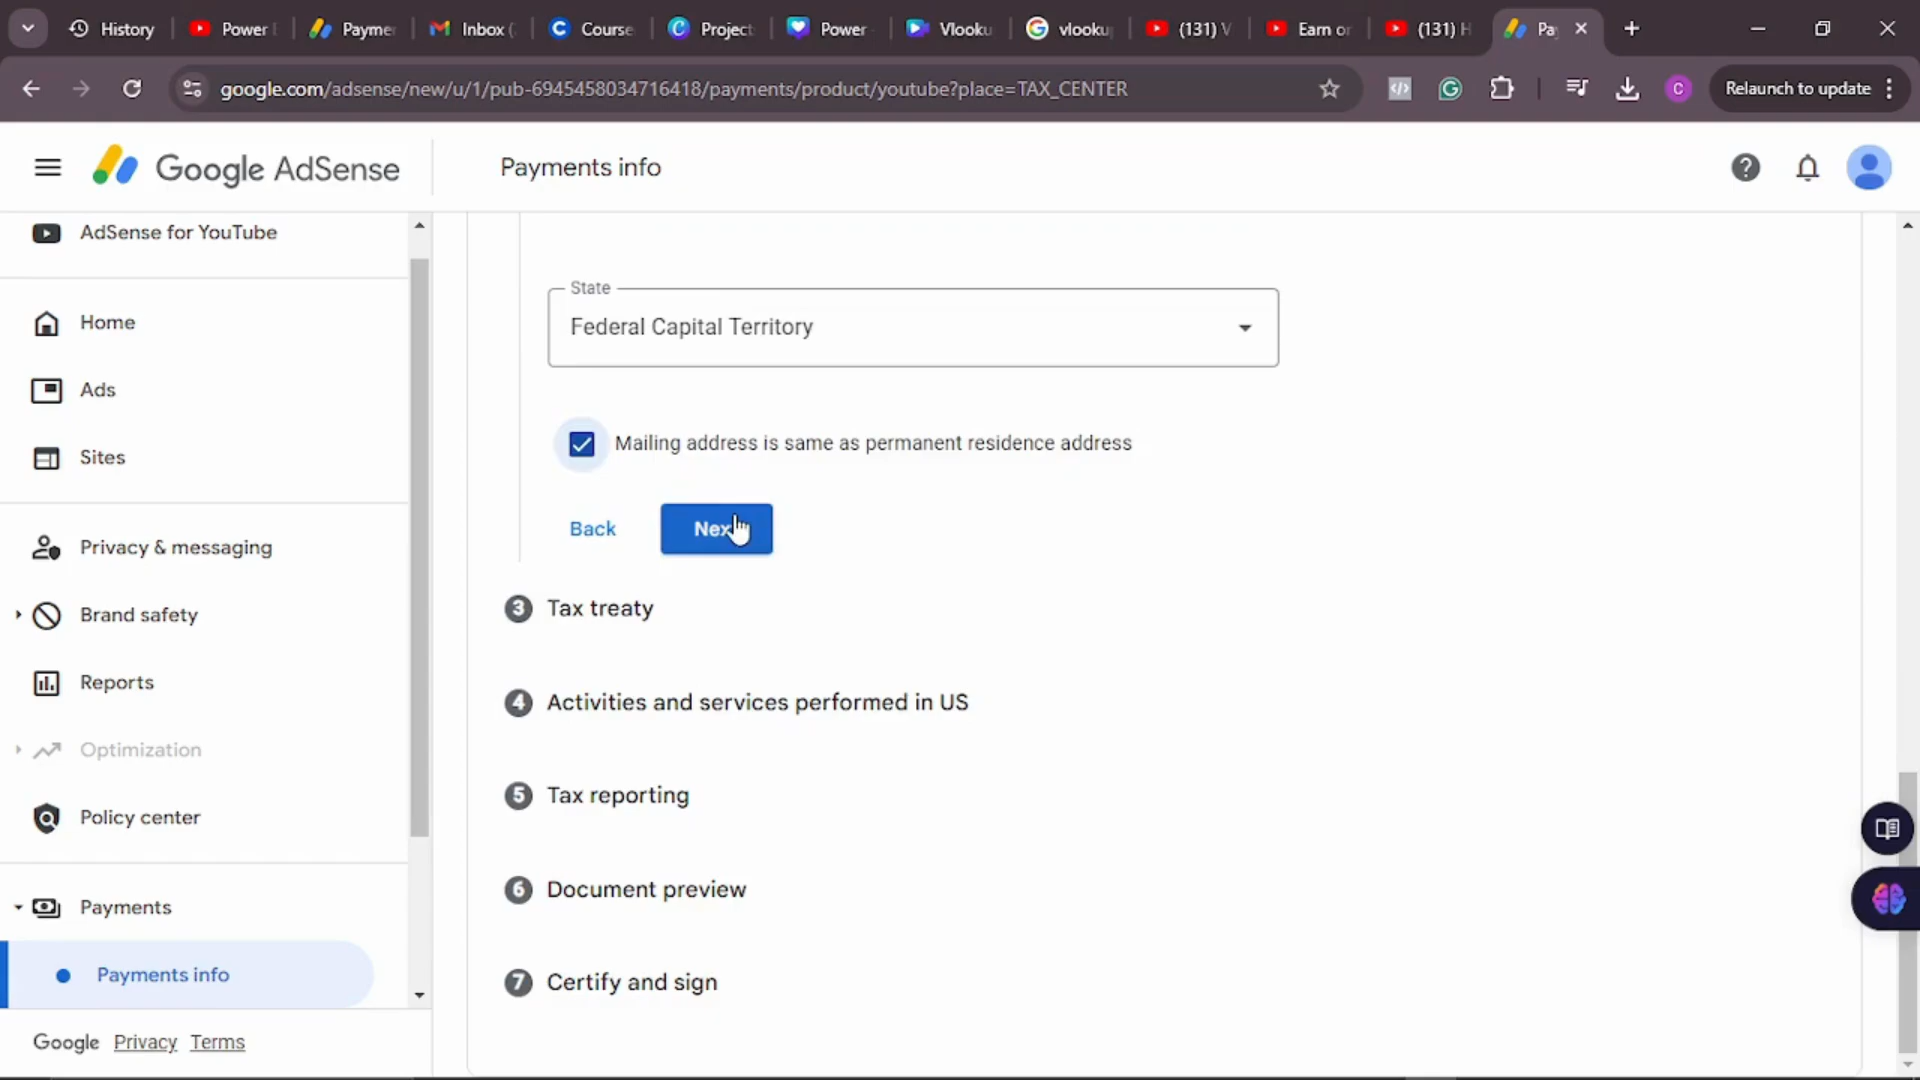 History
Power
Paymer
Inbox (
Course
Project
Power
Vlooku
vlookup
(131) V
Earn or
(131) H
Pa
google.com/adsense/new/u/1/pub-6945458034716418/payments/product/youtube?place=TAX_CENTER
C
Relaunch to update
Google AdSense
Payments info
AdSense for YouTube
Home
Ads
Sites
Privacy & messaging
Brand safety
Reports
Optimization
Policy center
Payments
Payments info
Google Privacy Terms
State
Federal Capital Territory
Mailing address is same as permanent residence address
Back
Nex
3 Tax treaty
4 Activities and services performed in US
5 Tax reporting
6 Document preview
7 Certify and sign